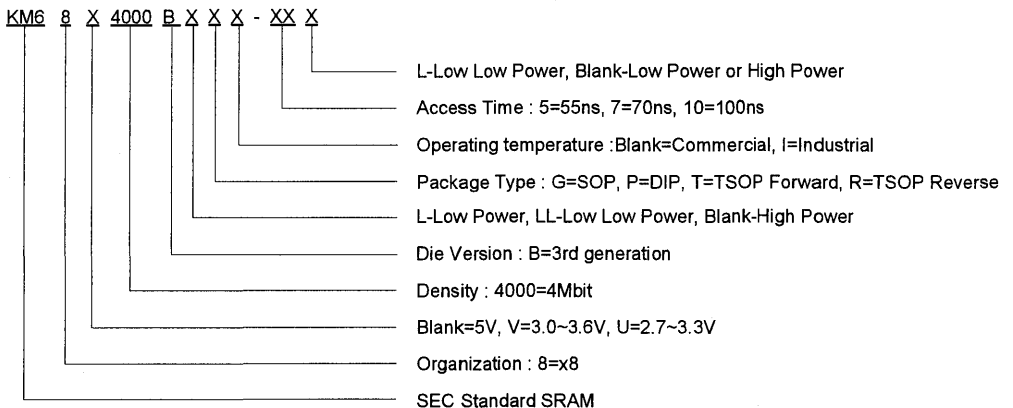 KM6 8 X 4000 B X X X - XX X
L-Low Low Power, Blank-Low Power or High Power
Access Time : 5=55ns, 7=70ns, 10=100ns
Operating temperature :Blank=Commercial, I=Industrial
Package Type : G=SOP, P=DIP, T=TSOP Forward, R=TSOP Reverse
L-Low Power, LL-Low Low Power, Blank-High Power
Die Version : B=3rd generation
Density : 4000=4Mbit
Blank=5V, V=3.0~3.6V, U=2.7~3.3V
Organization : 8=x8
SEC Standard SRAM